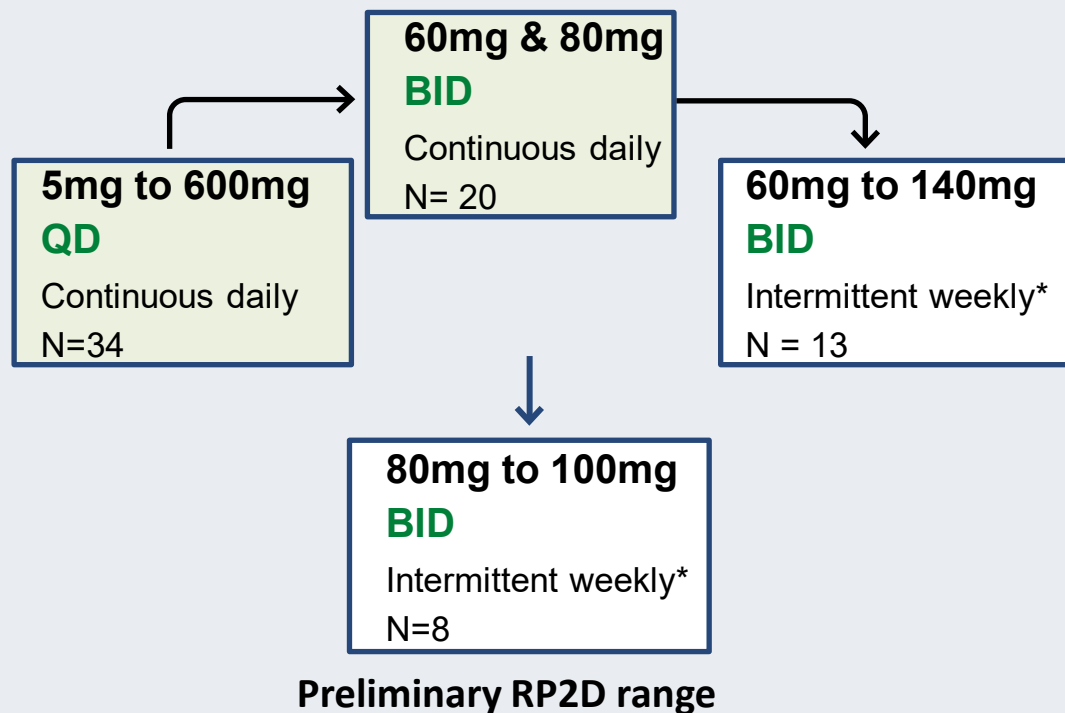 5mg to 600mg
QD
Continuous daily
N=34
60mg & 80mg
BID
Continuous daily
N= 20
60mg to 140mg
BID
Intermittent weekly*
N = 13
80mg to 100mg
BID
Intermittent weekly*
N=8
Preliminary RP2D range